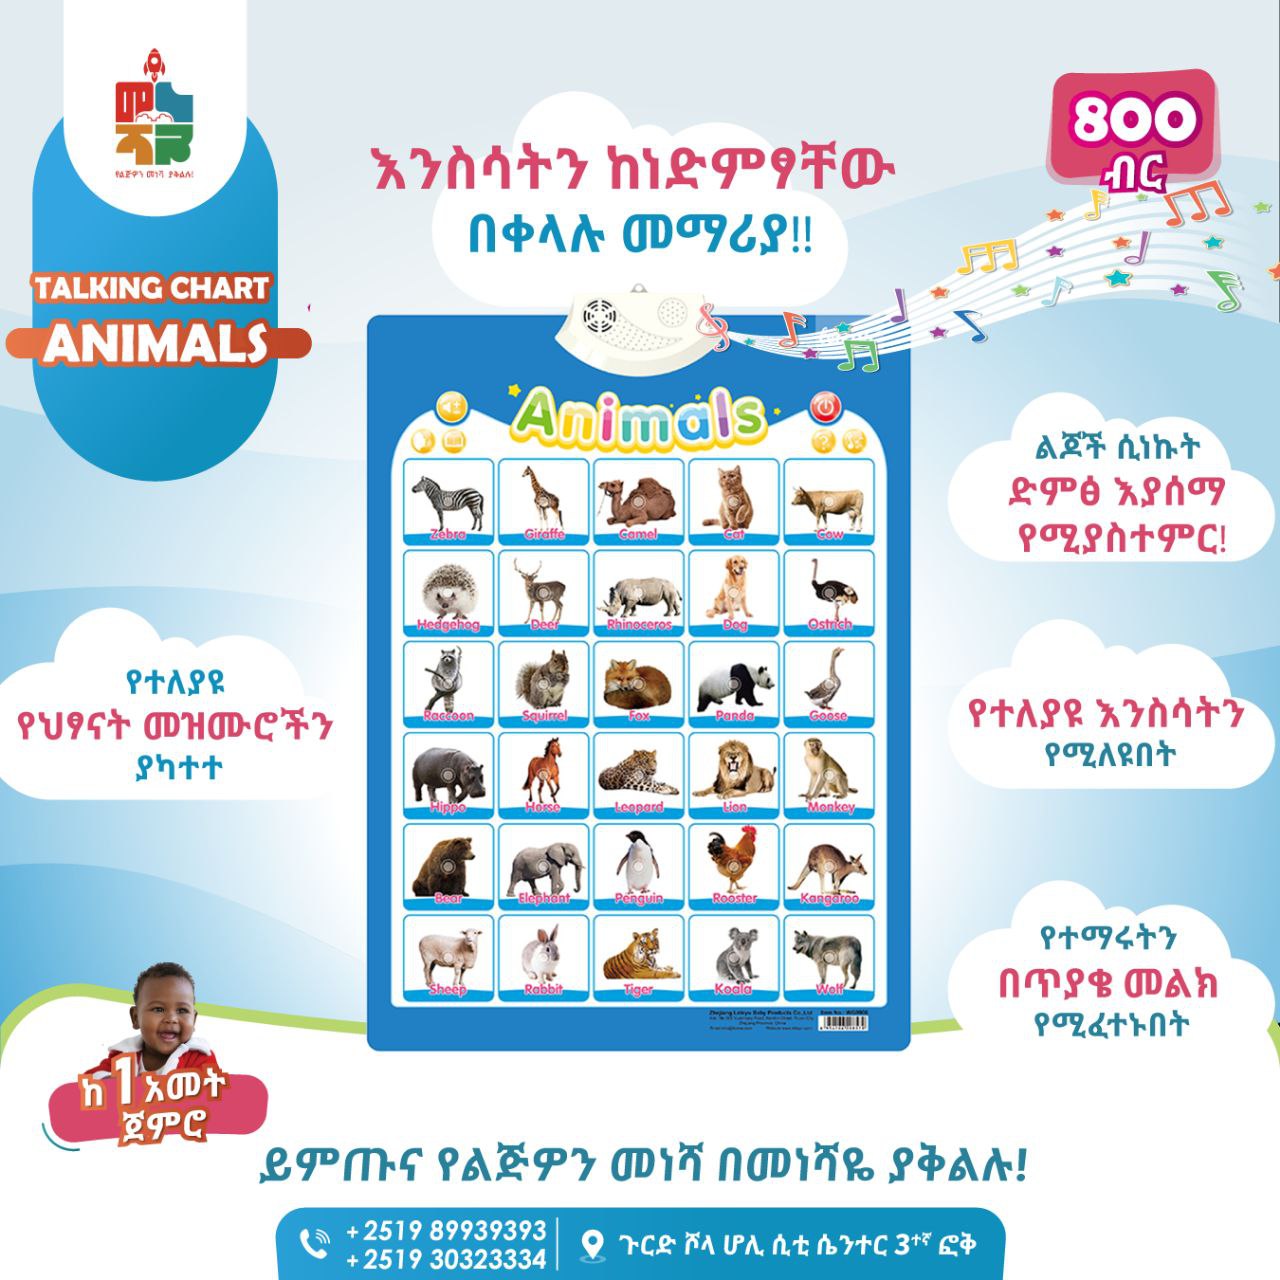 የልጅዎን መነሻ ያቅልሉ!
TALKING CHART
ANIMALS
እንስሳትን ከነድምፃቸው
በቀላሉ መማሪያ!!
800
ብር
Animals
Zebra
Giraffe
Camel
Cat
Cow
Hedgehog
Deer
Rhinoceros
Dog
Ostrich
Raccoon
Squirrel
Fox
Panda
Goose
Hippo
Horse
Leopard
Lion
Monkey
Bear
Elephant
Penguin
Rooster
Kangaroo
Sheep
Rabbit
Tiger
Koala
Wolf
ልጆች ሲነኩት
ድምፅ እያሰማ
የሚያስተምር!
የተለያዩ
የህፃናት መዝሙሮችን
ያካተተ
የተለያዩ እንስሳትን
የሚለዩበት
የተማሩትን
በጥያቄ መልክ
የሚፈተኑበት
ከ 1 አመት
ጀምሮ
ይምጡና የልጅዎን መነሻ በመነሻዬ ያቅልሉ!
+2519 89939393
+2519 30323334
ጉርድ ሾላ ሆሊ ሲቲ ሴንተር 3ተኛ ፎቅ